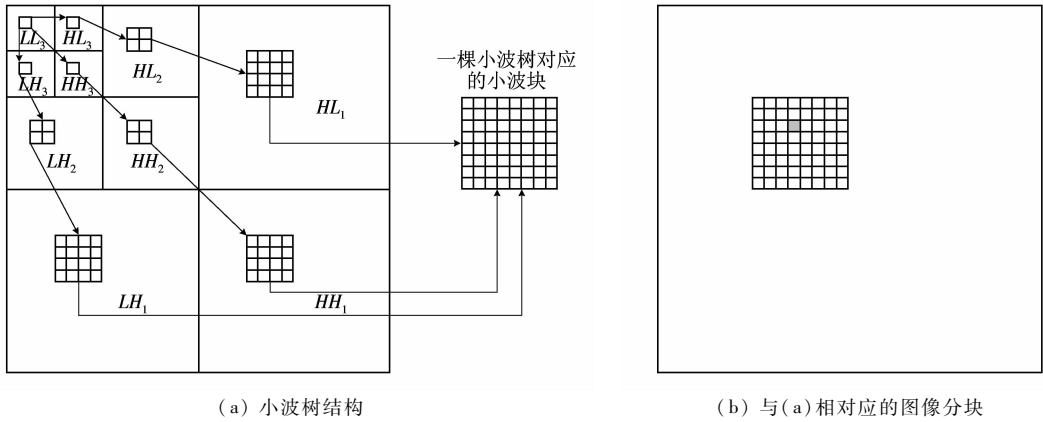 LL3 HL3
HL2
LH3 HH3
HL1
LH2
HH2
LH1
HH1
一棵小波树对应
的小波块
(a) 小波树结构
(b) 与(a)相对应的图像分块